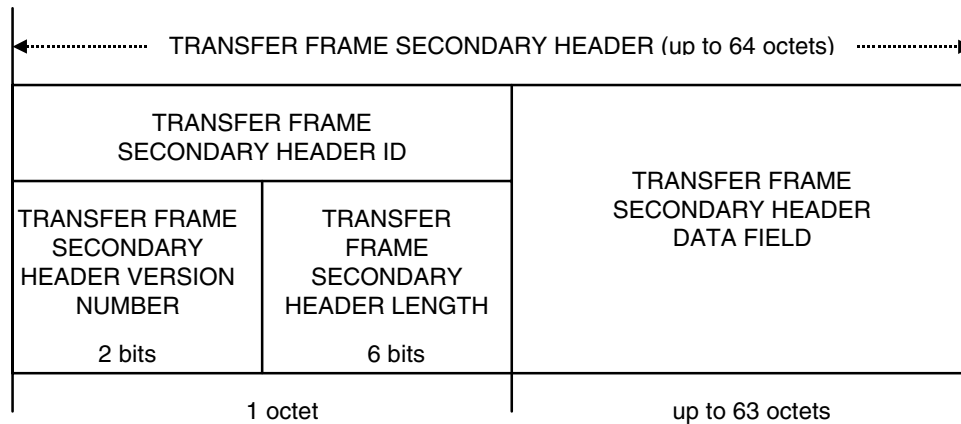 TRANSFER FRAME SECONDARY HEADER (up to 64 octets)
TRANSFER FRAME
SECONDARY HEADER ID
TRANSFER FRAME
SECONDARY
HEADER VERSION
NUMBER
2 bits
TRANSFER
FRAME
SECONDARY
HEADER LENGTH
6 bits
TRANSFER FRAME
SECONDARY HEADER
DATA FIELD
1 octet
up to 63 octets